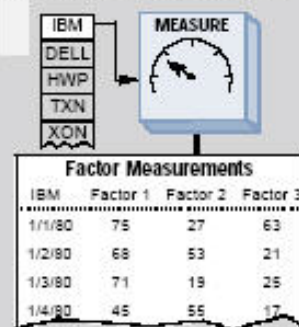 IBM
DELL
HWP
TXN
XON
MEASURE
Factor Measurements
IBM Factor 1 Factor 2 Factor 3
1/1/80 75 27 63
1/2/80 68 53 21
1/3/80 71 19 25
1/4/80 45 55 17